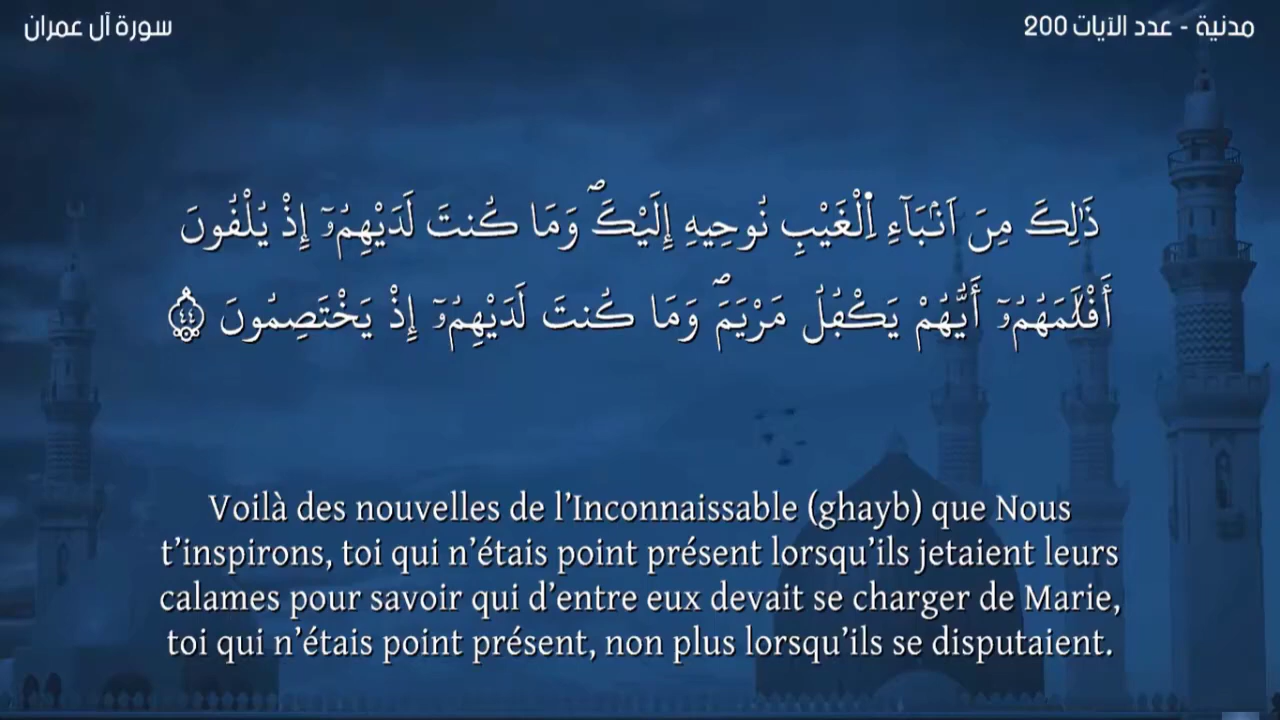 سورة آل عمران
مدنية - عدد الآيات 200
ذَٰلِكَ مِنَ اَنۢبَآءِ اِ۬لْغَيْبِ نُوحِيهِ إِلَيْكَۖ وَمَا كُنتَ لَدَيْهِمُۥٓ إِذْ يُلْفُونَ
أَفْلَٰمَهُمُۥٓ أَيُّهُمْ يَكْفُلُ مَرْيَمَۖ وَمَا كُنتَ لَدَيْهِمُۥٓ إِذْ يَخْتَصِمُونَ ٤٤
Voilà des nouvelles de l’Inconnaissable (ghayb) que Nous
t’inspirons, toi qui n’étais point présent lorsqu’ils jetaient leurs
calames pour savoir qui d’entre eux devait se charger de Marie,
toi qui n’étais point présent, non plus lorsqu’ils se disputaient.